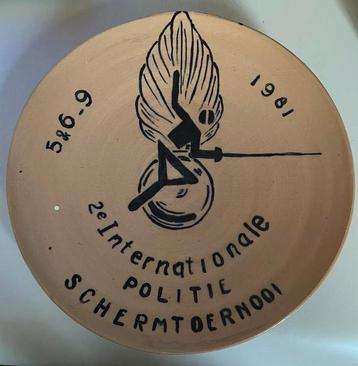 5&6-9
1981
2e Internationale
POLITIE
SCHERMTOERNOOI